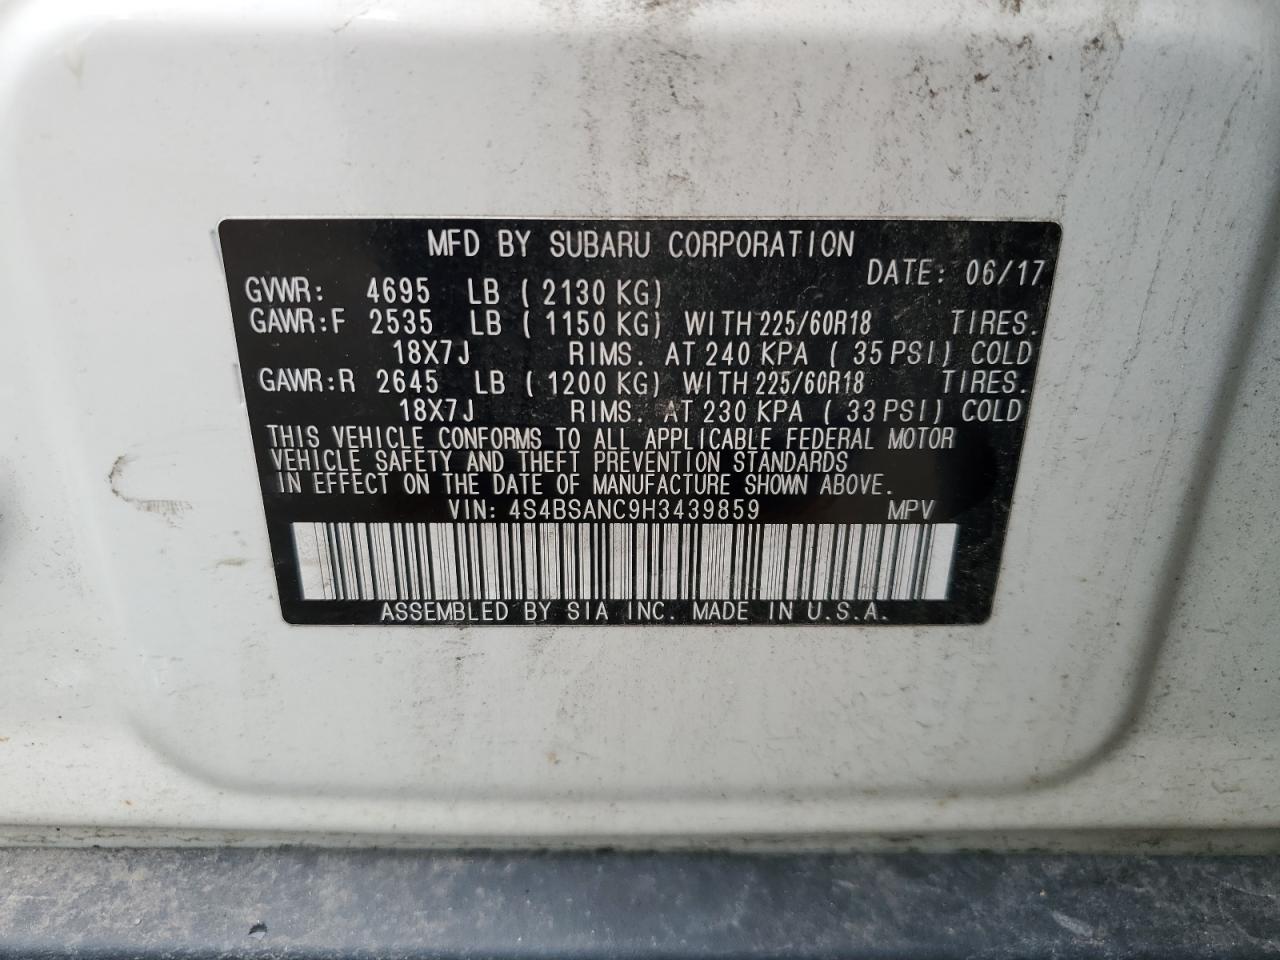 MFD BY SUBARU CORPORATION
DATE: 06/17
GVWR: 4695 LB ( 2130 KG)
GAWR:F 2535 LB ( 1150 KG) WITH 225/60R18 TIRES.
18X7J RIMS. AT 240 KPA ( 35 PSI) COLD
GAWR:R 2645 LB ( 1200 KG) WITH 225/60R18 TIRES.
18X7J RIMS. AT 230 KPA ( 33 PSI) COLD
THIS VEHICLE CONFORMS TO ALL APPLICABLE FEDERAL MOTOR
VEHICLE SAFETY AND THEFT PREVENTION STANDARDS
IN EFFECT ON THE DATE OF MANUFACTURE SHOWN ABOVE.
VIN: 4S4BSANC9H3439859 MPV
ASSEMBLED BY SIA INC. MADE IN U.S.A.